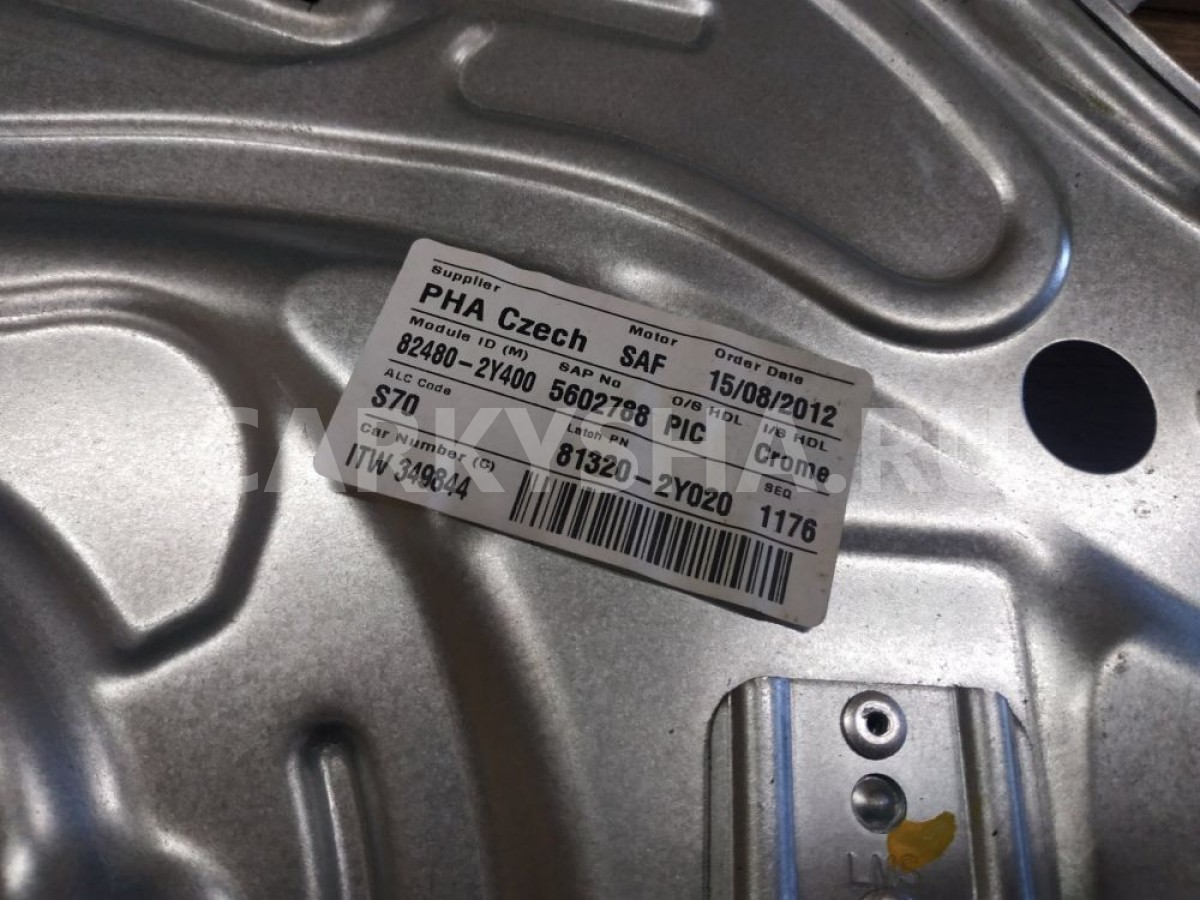 Supplier Motor Order Date
PHA Czech SAF 15/08/2012
Module ID (M) SAP No O/S HDL I/S HDL
82480-2Y400 5602788 PIC Crome
ALC Code Latch PN SEQ
S70 81320-2Y020 1176
Car Number (C)
ITW 349844
CARKYSHA.RU